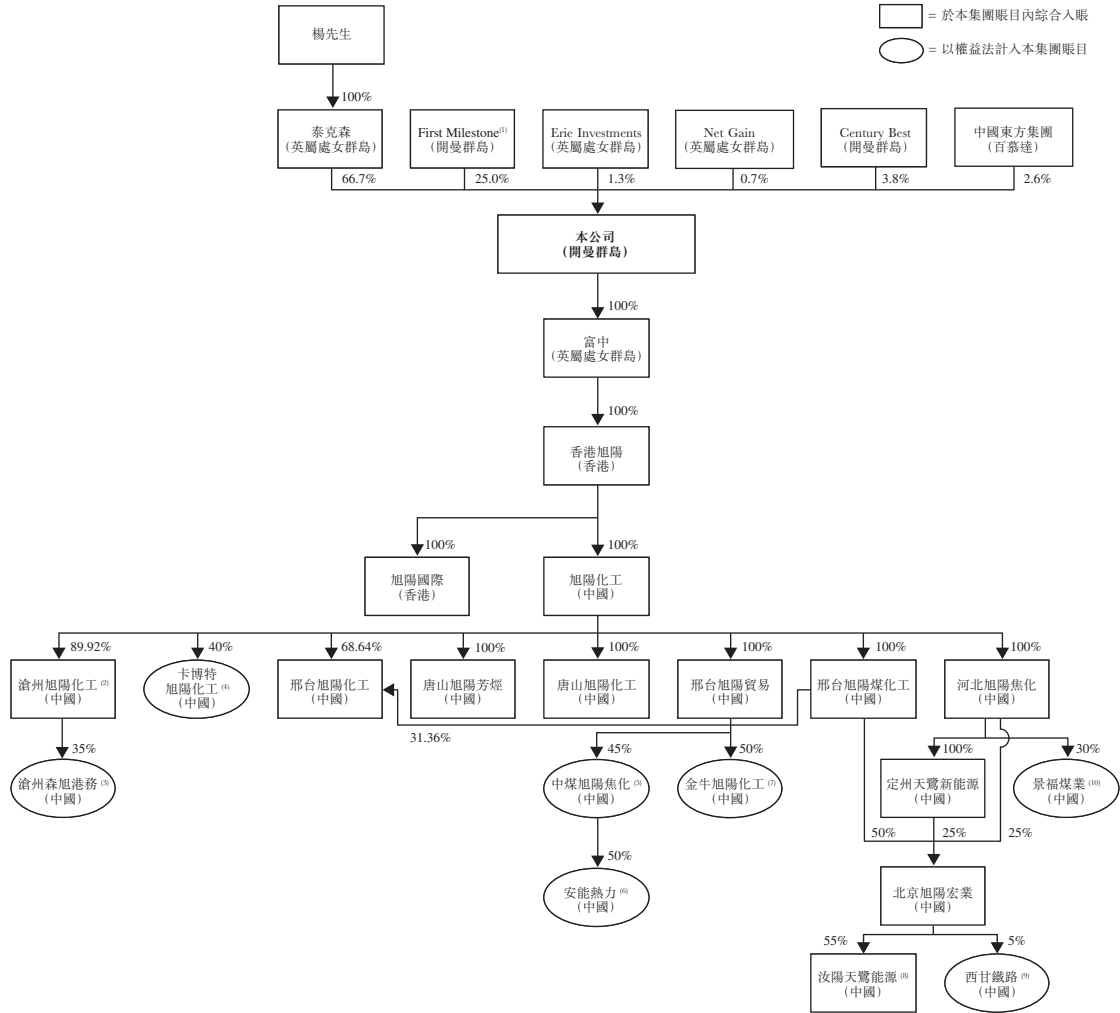 = 於本集團賬目內綜合入賬
= 以權益法計入本集團賬目
楊先生
100%
泰克森
(英屬處女群島)
First Milestone(1)
(開曼群島)
Erie Investments
(英屬處女群島)
Net Gain
(英屬處女群島)
Century Best
(開曼群島)
中國東方集團
(百慕達)
66.7%
25.0%
1.3%
0.7%
3.8%
2.6%
本公司
(開曼群島)
100%
富中
(英屬處女群島)
100%
香港旭陽
(香港)
100%
100%
旭陽國際
(香港)
旭陽化工
(中國)
89.92%
40%
68.64%
100%
100%
100%
100%
100%
滄州旭陽化工(2)
(中國)
卡博特
旭陽化工(4)
(中國)
邢台旭陽化工
(中國)
唐山旭陽芳烴
(中國)
唐山旭陽化工
(中國)
邢台旭陽貿易
(中國)
邢台旭陽煤化工
(中國)
河北旭陽焦化
(中國)
31.36%
35%
45%
50%
100%
30%
滄州森旭港務(3)
(中國)
中煤旭陽焦化(5)
(中國)
金牛旭陽化工(7)
(中國)
定州天鷺新能源
(中國)
景福煤業(10)
(中國)
50%
25%
25%
50%
安能熱力(6)
(中國)
北京旭陽宏業
(中國)
55%
5%
汝陽天鷺能源(8)
(中國)
西甘鐵路(9)
(中國)